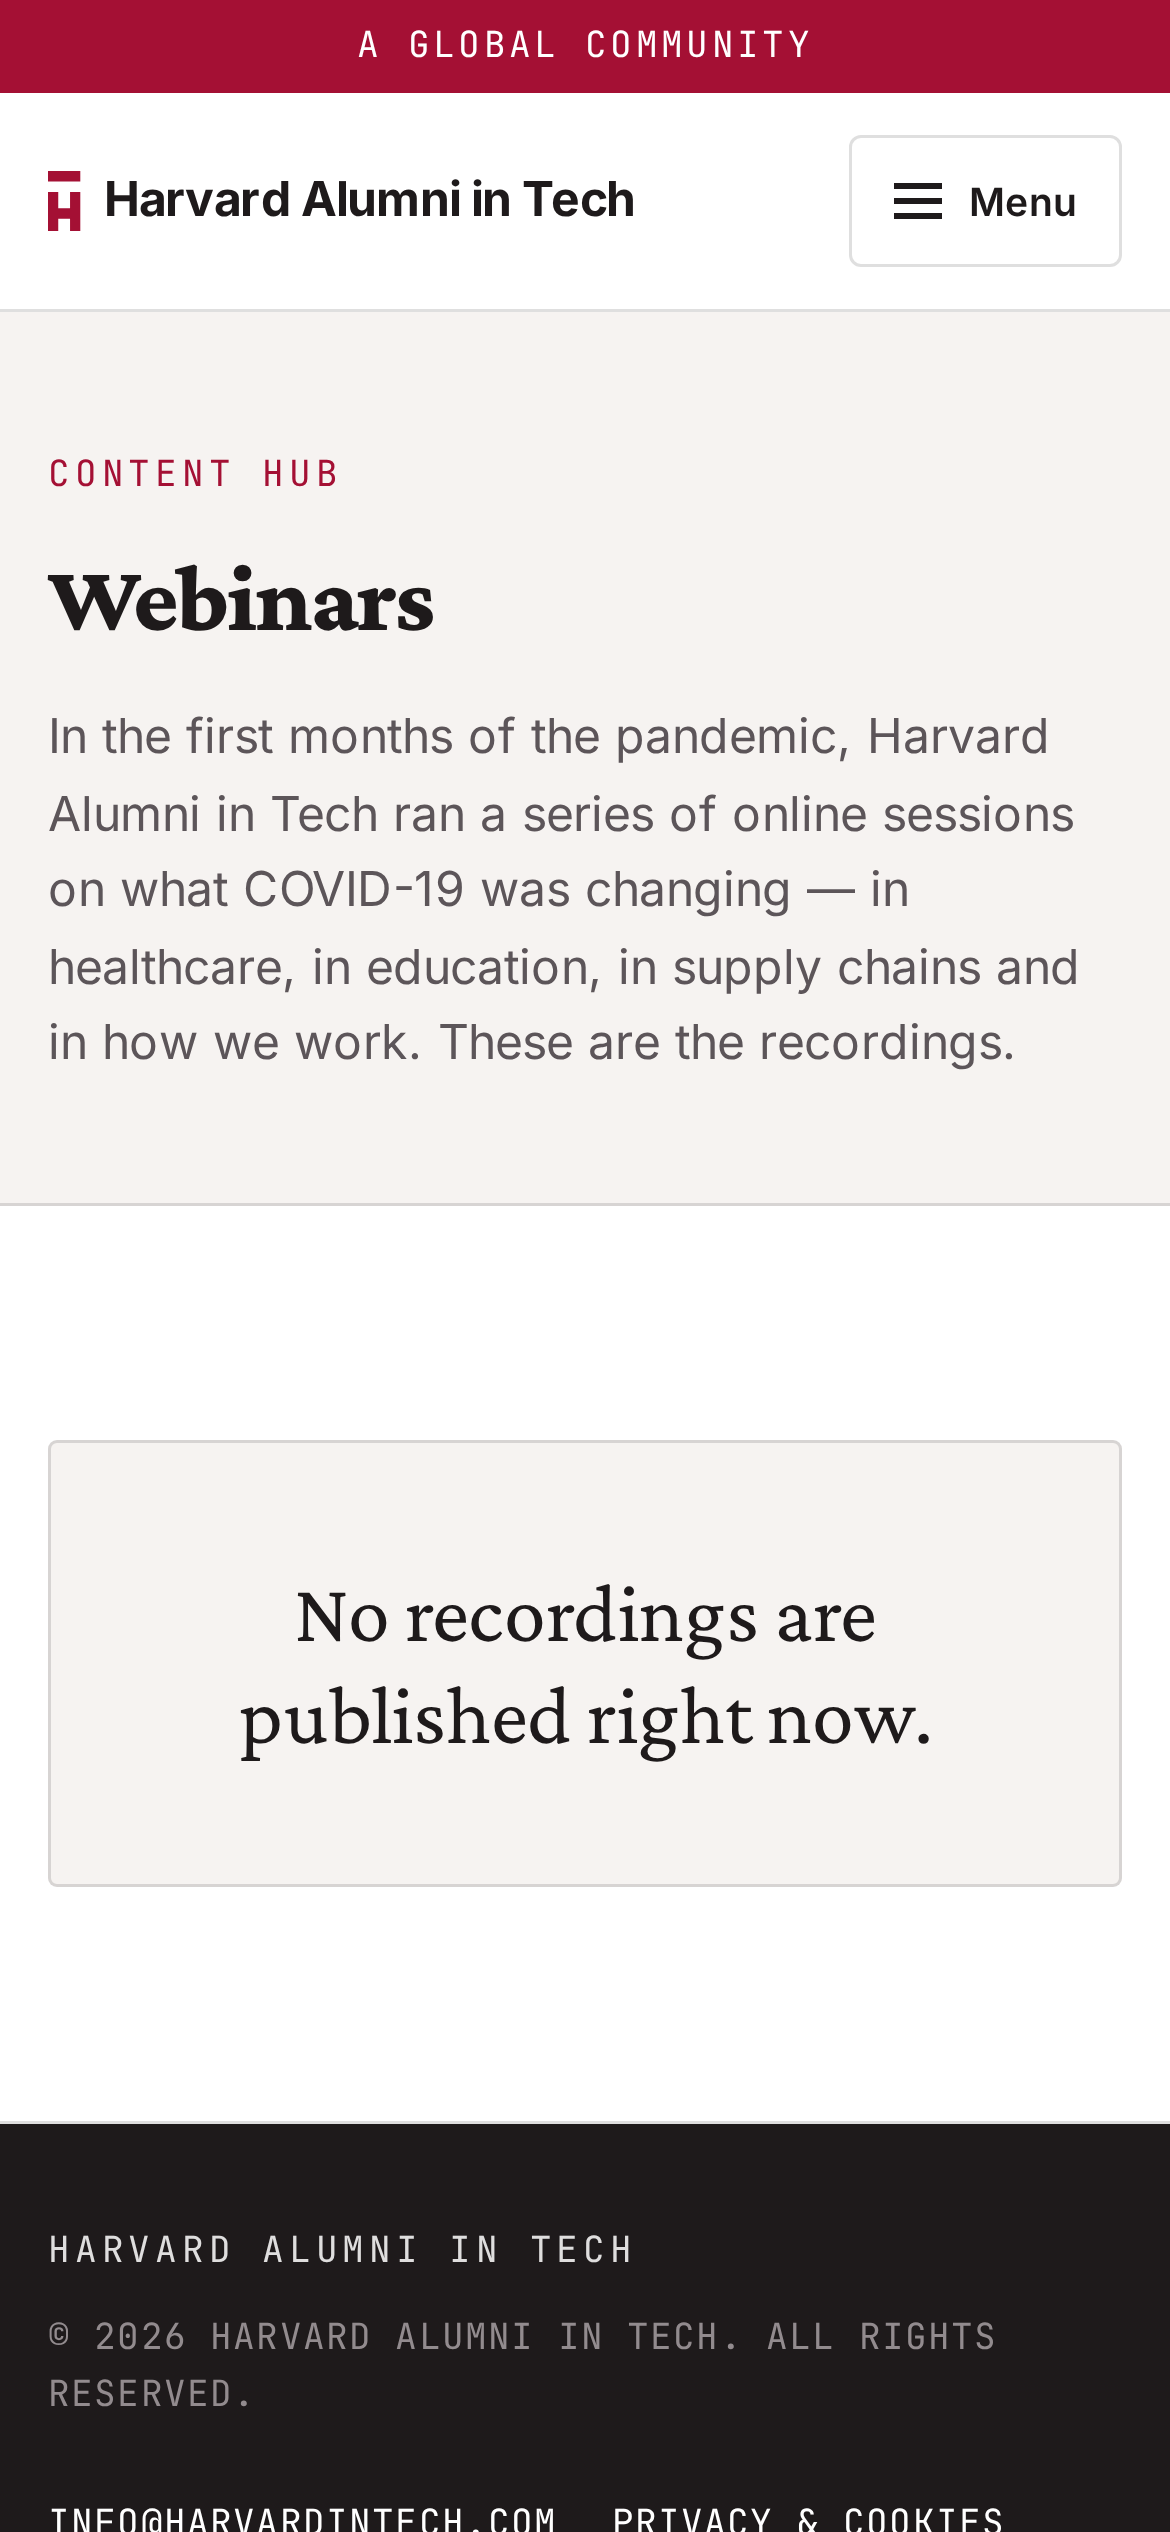 A GLOBAL COMMUNITY
Harvard Alumni in Tech
Menu
CONTENT HUB
Webinars
In the first months of the pandemic, Harvard
Alumni in Tech ran a series of online sessions
on what COVID-19 was changing — in
healthcare, in education, in supply chains and
in how we work. These are the recordings.
No recordings are
published right now.
HARVARD ALUMNI IN TECH
© 2026 HARVARD ALUMNI IN TECH. ALL RIGHTS
RESERVED.
INFO@HARVARDINTECH.COM PRIVACY & COOKIES